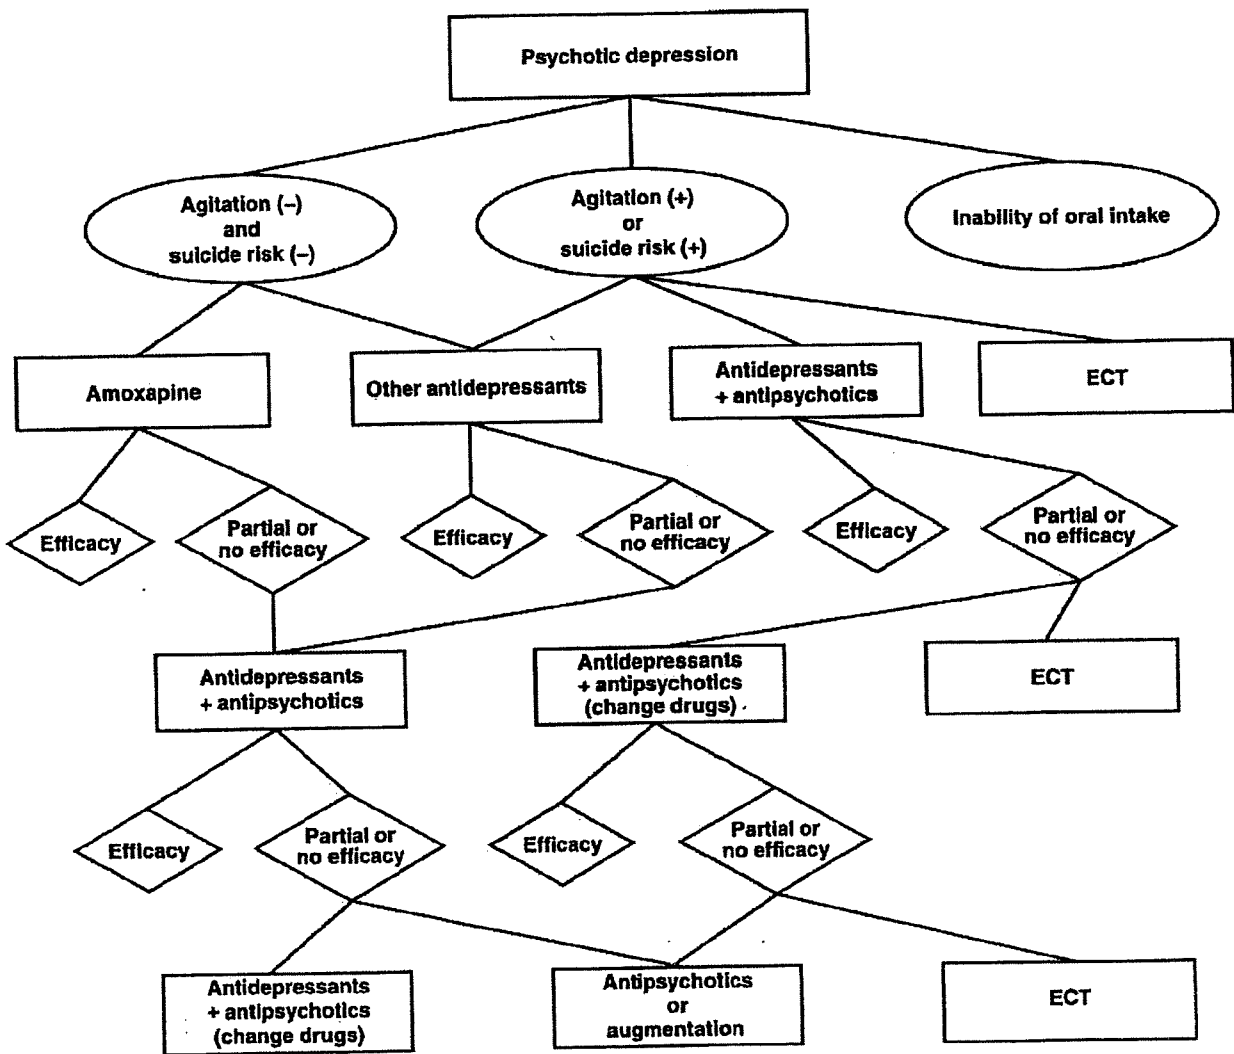 Psychotic depression
Agitation (–)
and
suicide risk (–)
Agitation (+)
or
suicide risk (+)
Inability of oral intake
Amoxapine
Other antidepressants
Antidepressants
+ antipsychotics
ECT
Efficacy
Partial or
no efficacy
Efficacy
Partial or
no efficacy
Efficacy
Partial or
no efficacy
Antidepressants
+ antipsychotics
Antidepressants
+ antipsychotics
(change drugs)
ECT
Efficacy
Partial or
no efficacy
Efficacy
Partial or
no efficacy
Antidepressants
+ antipsychotics
(change drugs)
Antipsychotics
or
augmentation
ECT